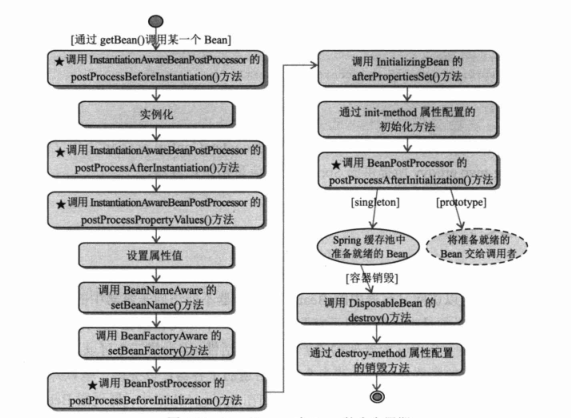 [通过 getBean()调用某一个 Bean]
★调用 InstantiationAwareBeanPostProcessor 的
postProcessBeforeInstantiation()方法
实例化
★调用 InstantiationAwareBeanPostProcessor 的
postProcessAfterInstantiation()方法
★调用 InstantiationAwareBeanPostProcessor 的
postProcessPropertyValues()方法
设置属性值
调用 BeanNameAware 的
setBeanName()方法
调用 BeanFactoryAware 的
setBeanFactory()方法
★调用 BeanPostProcessor 的
postProcessBeforeInitialization()方法
调用 InitializingBean 的
afterPropertiesSet()方法
通过 init-method 属性配置的
初始化方法
★调用 BeanPostProcessor 的
postProcessAfterInitialization()方法
[singleton]
[prototype]
Spring 缓存池中
准备就绪的 Bean
将准备就绪的
Bean 交给调用者
[容器销毁]
调用 DisposableBean 的
destroy()方法
通过 destroy-method 属性配置
的销毁方法